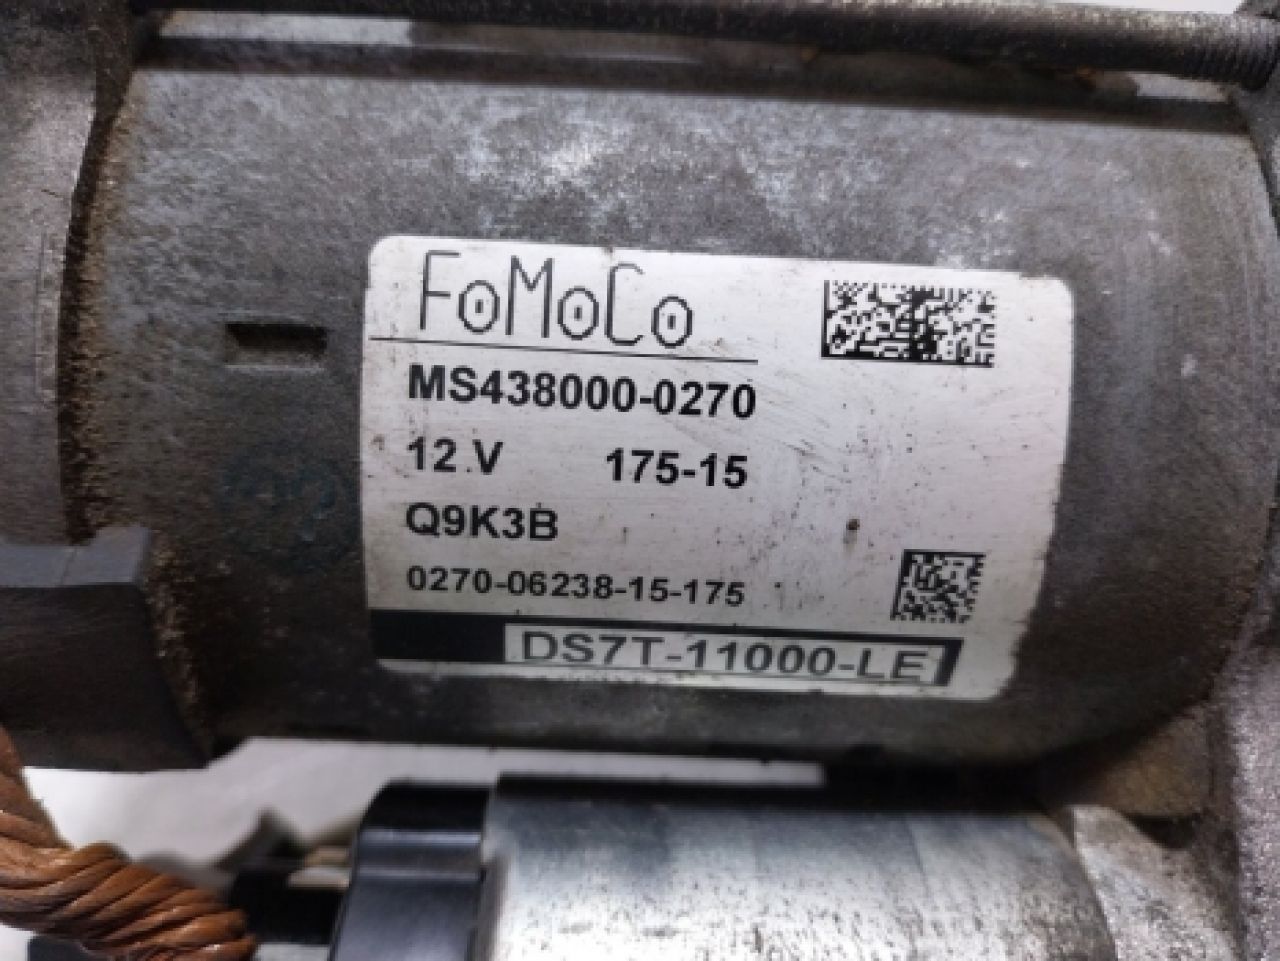 FoMoCo
MS438000-0270
12 V 175-15
Q9K3B
0270-06238-15-175
DS7T-11000-LE